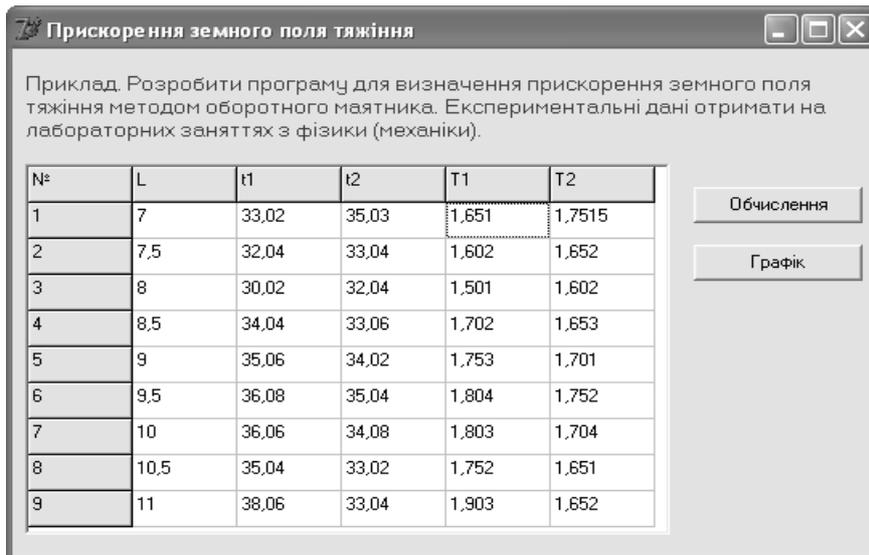 Прискорення земного поля тяжіння
Приклад. Розробити програму для визначення прискорення земного поля
тяжіння методом оборотного маятника. Експериментальні дані отримати на
лабораторних заняттях з фізики (механіки).
№ L t1 t2 T1 T2
1 7 33,02 35,03 1,651 1,7515
2 7,5 32,04 33,04 1,602 1,652
3 8 30,02 32,04 1,501 1,602
4 8,5 34,04 33,06 1,702 1,653
5 9 35,06 34,02 1,753 1,701
6 9,5 36,08 35,04 1,804 1,752
7 10 36,06 34,08 1,803 1,704
8 10,5 35,04 33,02 1,752 1,651
9 11 38,06 33,04 1,903 1,652
Обчислення
Графік